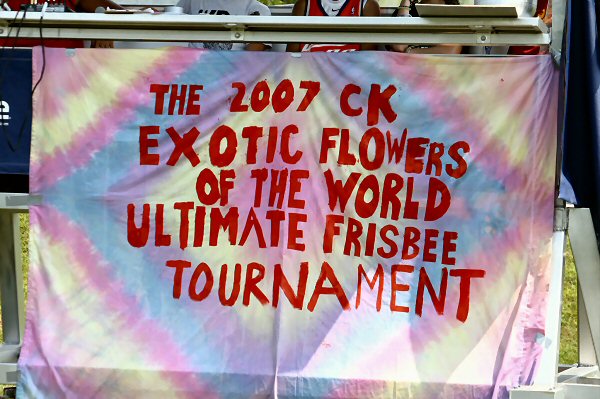 THE 2007 CK
EXOTIC FLOWERS
OF THE WORLD
ULTIMATE FRISBEE
TOURNAMENT